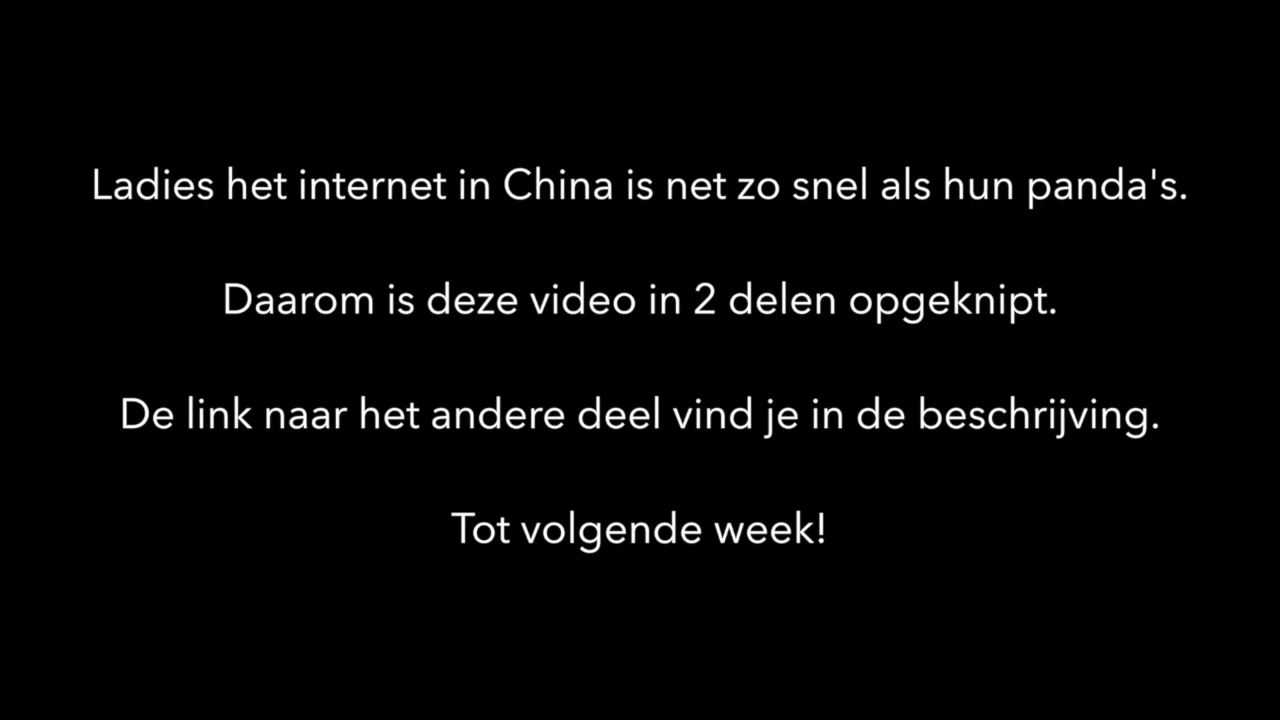 Ladies het internet in China is net zo snel als hun panda's.
Daarom is deze video in 2 delen opgeknipt.
De link naar het andere deel vind je in de beschrijving.
Tot volgende week!